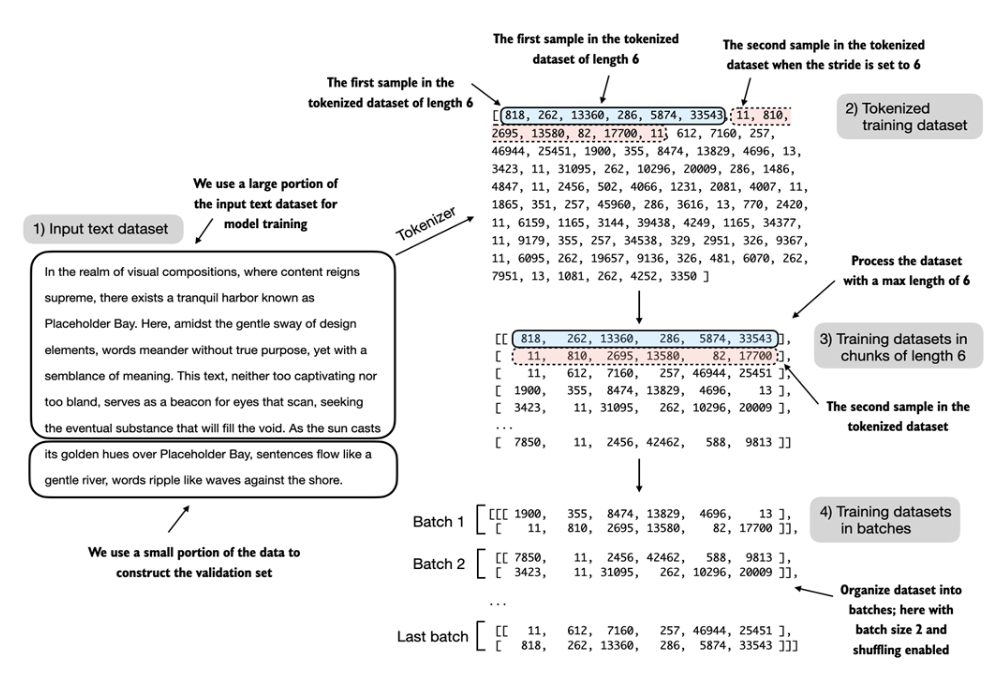 The first sample in the tokenized
dataset of length 6
The second sample in the tokenized
dataset when the stride is set to 6
The first sample in the
tokenized dataset of length 6
[ 818, 262, 13360, 286, 5874, 33543, 11, 810,
2695, 13580, 82, 17700, 11, 612, 7160, 257,
46944, 25451, 1900, 355, 8474, 13829, 4696, 13,
3423, 11, 31095, 262, 10296, 20009, 286, 1486,
4847, 11, 2456, 502, 4066, 1231, 2081, 4007, 11,
1865, 351, 257, 45960, 286, 3616, 13, 770, 2420,
11, 6159, 1165, 3144, 39438, 4249, 1165, 34377,
11, 9179, 355, 257, 34538, 329, 2951, 326, 9367,
11, 6095, 262, 19657, 9136, 326, 481, 6070, 262,
7951, 13, 1081, 262, 4252, 3350 ]
2) Tokenized
training dataset
We use a large portion of
the input text dataset for
model training
1) Input text dataset
Tokenizer
In the realm of visual compositions, where content reigns
supreme, there exists a tranquil harbor known as
Placeholder Bay. Here, amidst the gentle sway of design
elements, words meander without true purpose, yet with a
semblance of meaning. This text, neither too captivating nor
too bland, serves as a beacon for eyes that scan, seeking
the eventual substance that will fill the void. As the sun casts
its golden hues over Placeholder Bay, sentences flow like a
gentle river, words ripple like waves against the shore.
We use a small portion of the data to
construct the validation set
Process the dataset
with a max length of 6
[[ 818, 262, 13360, 286, 5874, 33543 ],
[ 11, 810, 2695, 13580, 82, 17700 ],
[ 11, 612, 7160, 257, 46944, 25451 ],
[ 1900, 355, 8474, 13829, 4696, 13 ],
[ 3423, 11, 31095, 262, 10296, 20009 ],
...
[ 7850, 11, 2456, 42462, 588, 9813 ]]
3) Training datasets in
chunks of length 6
The second sample in the
tokenized dataset
Batch 1
[[[ 1900, 355, 8474, 13829, 4696, 13 ],
[ 11, 810, 2695, 13580, 82, 17700 ]],
Batch 2
[[ 7850, 11, 2456, 42462, 588, 9813 ],
[ 3423, 11, 31095, 262, 10296, 20009 ]],
...
Last batch
[[ 11, 612, 7160, 257, 46944, 25451 ],
[ 818, 262, 13360, 286, 5874, 33543 ]]]
4) Training datasets
in batches
Organize dataset into
batches; here with
batch size 2 and
shuffling enabled